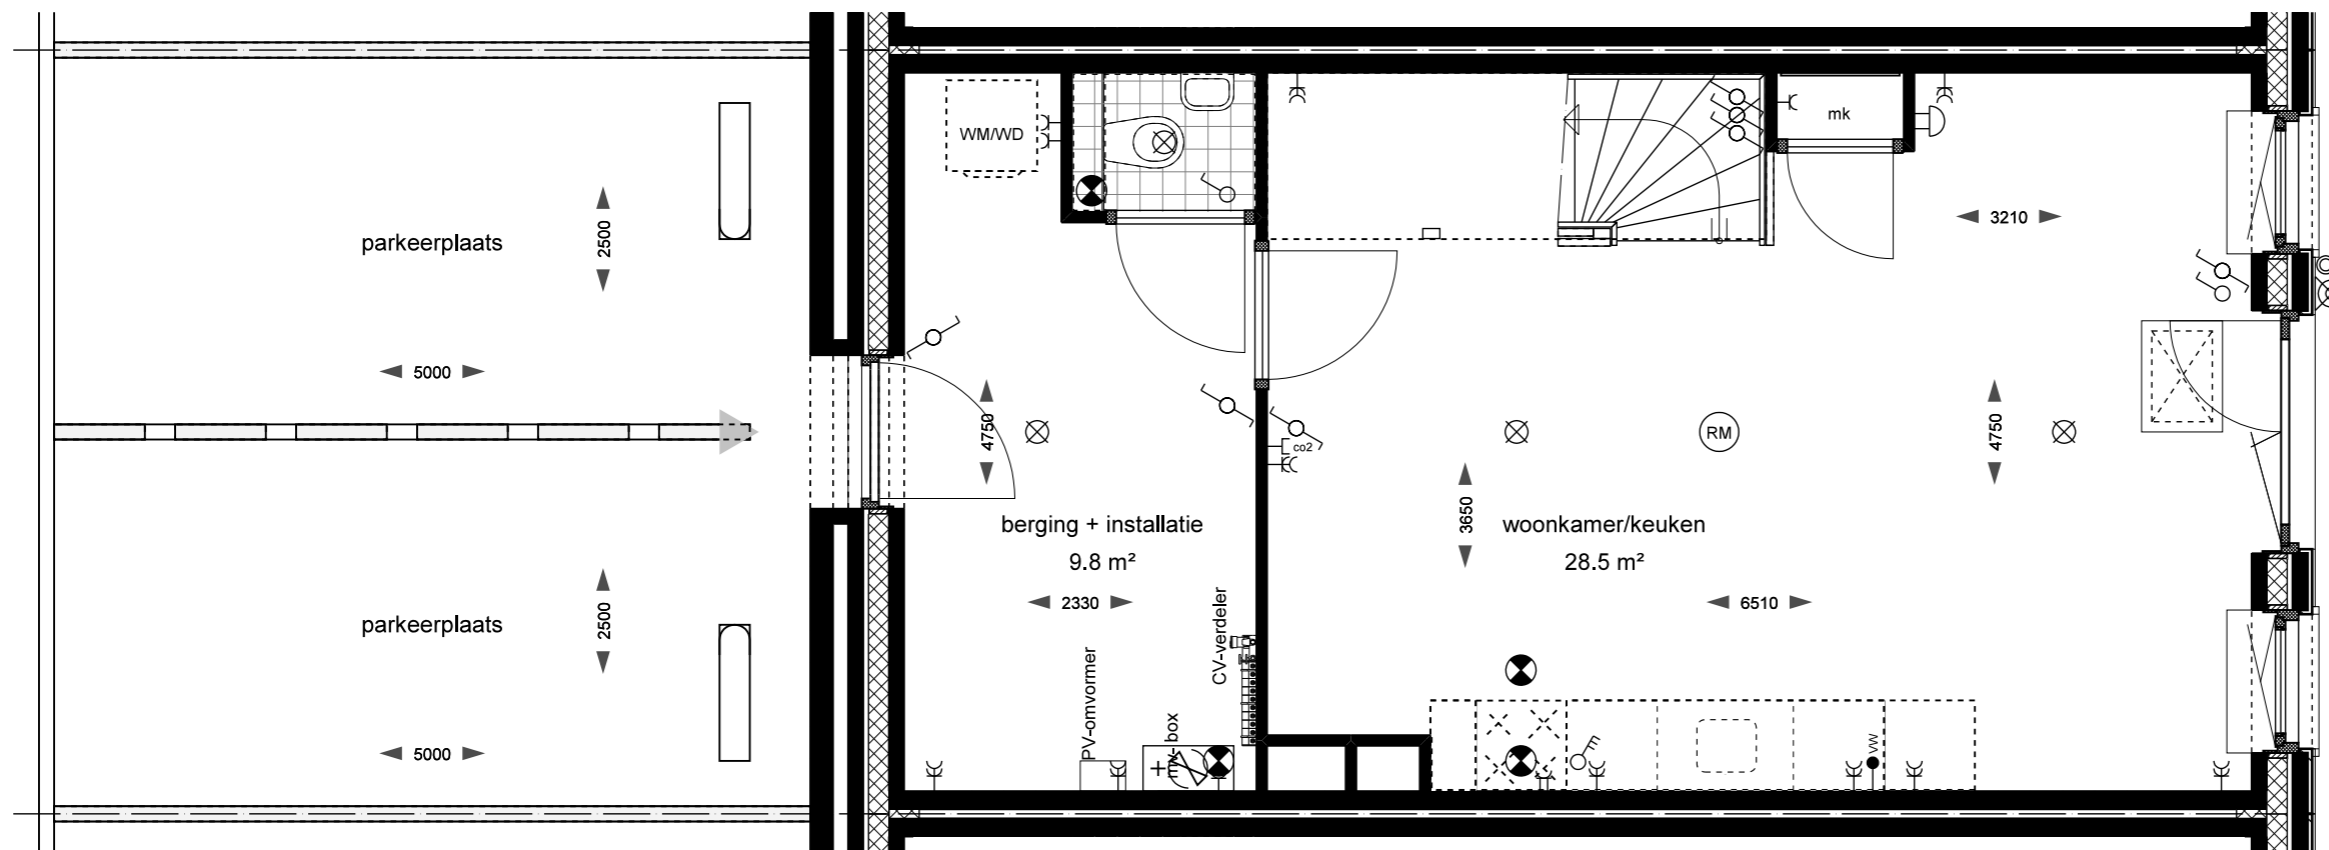 WM/WD
mk
parkeerplaats
2500
3210
5000
4750
co2
RM
4750
3650
berging + installatie
9.8 m²
woonkamer/keuken
28.5 m²
parkeerplaats
2500
2330
6510
CV-verdeler
PV-omvormer
mv-box
vw
5000